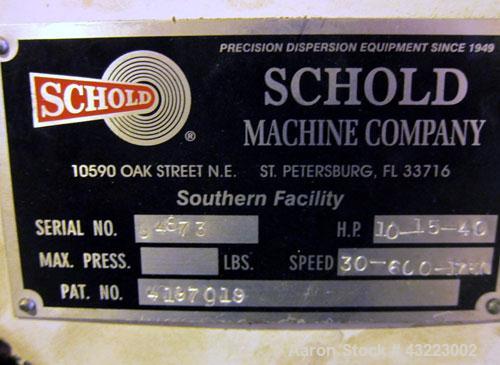 PRECISION DISPERSION EQUIPMENT SINCE 1949
SCHOLD
®
SCHOLD
MACHINE COMPANY
10590 OAK STREET N.E. ST. PETERSBURG, FL 33716
Southern Facility
SERIAL NO. H.P. 10-15-40
MAX. PRESS. LBS. SPEED
PAT. NO. 4197019
Aaron Stock # 43223002